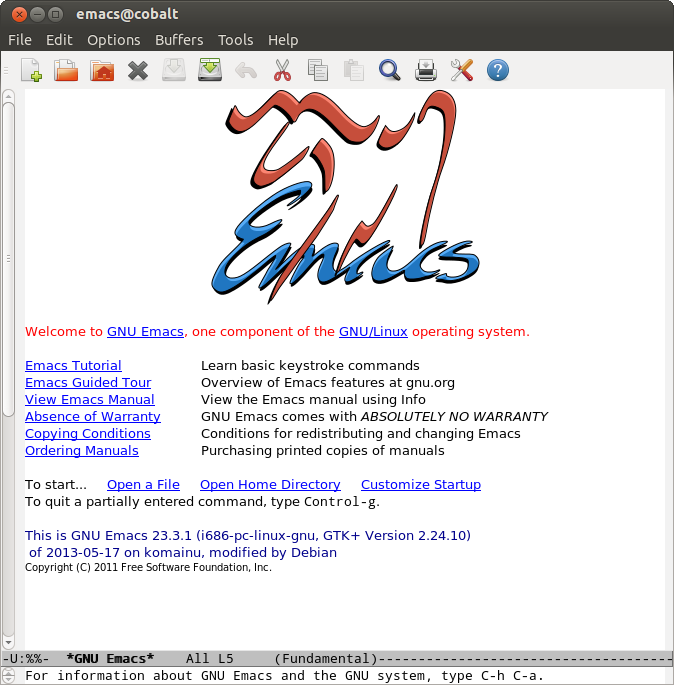 emacs@cobalt
File Edit Options Buffers Tools Help
Emacs
Welcome to GNU Emacs, one component of the GNU/Linux operating system.
Emacs Tutorial Learn basic keystroke commands
Emacs Guided Tour Overview of Emacs features at gnu.org
View Emacs Manual View the Emacs manual using Info
Absence of Warranty GNU Emacs comes with ABSOLUTELY NO WARRANTY
Copying Conditions Conditions for redistributing and changing Emacs
Ordering Manuals Purchasing printed copies of manuals
To start... Open a File Open Home Directory Customize Startup
To quit a partially entered command, type Control-g.
This is GNU Emacs 23.3.1 (i686-pc-linux-gnu, GTK+ Version 2.24.10)
of 2013-05-17 on komainu, modified by Debian
Copyright (C) 2011 Free Software Foundation, Inc.
-U:%%- *GNU Emacs* All L5 (Fundamental)-------------------------------------
For information about GNU Emacs and the GNU system, type C-h C-a.